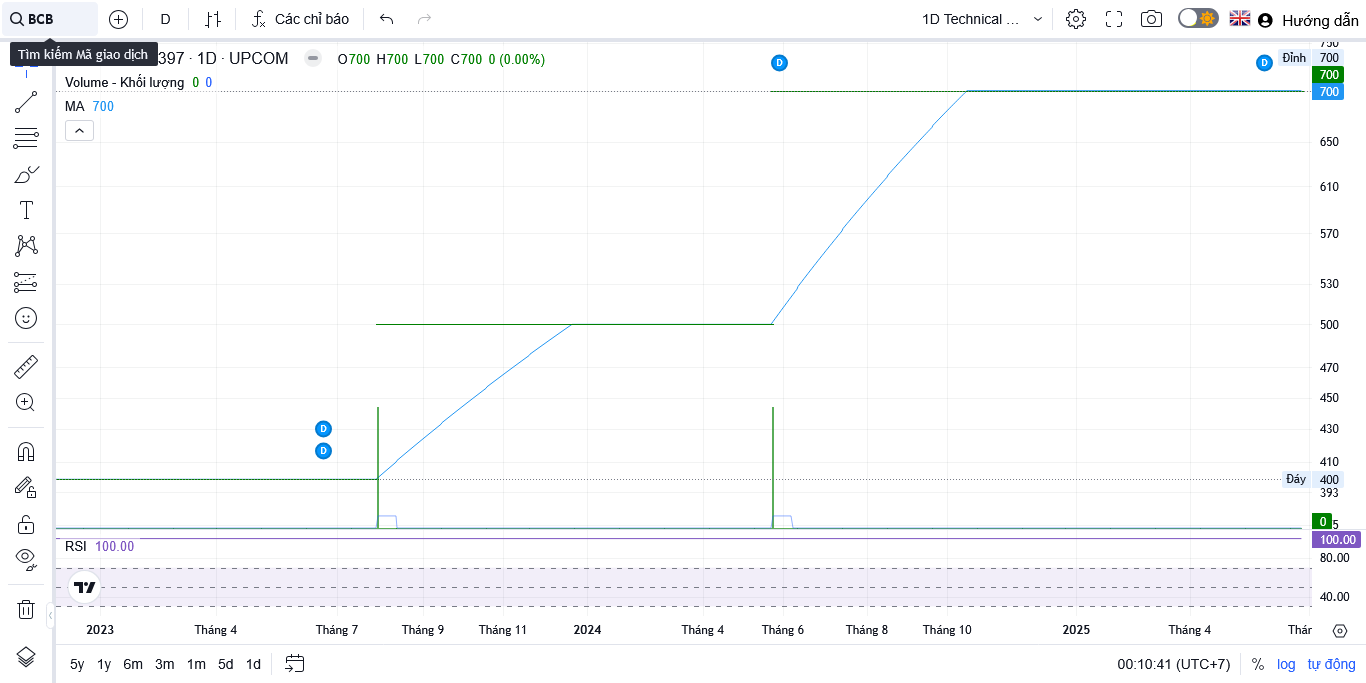 BCB
D
Các chỉ báo
1D Technical ...
Hướng dẫn
Tìm kiếm Mã giao dịch
397 · 1D · UPCOM
O700 H700 L700 C700 0 (0.00%)
Volume - Khối lượng 0 0
MA 700
D
D
D
D
750
Đỉnh 700
700
700
650
610
570
530
500
470
450
430
410
Đáy 400
393
0
5
RSI 100.00
100.00
80.00
40.00
2023 Tháng 4 Tháng 7 Tháng 9 Tháng 11 2024 Tháng 4 Tháng 6 Tháng 8 Tháng 10 2025 Tháng 4 Thán
5y 1y 6m 3m 1m 5d 1d
00:10:41 (UTC+7) % log tự động